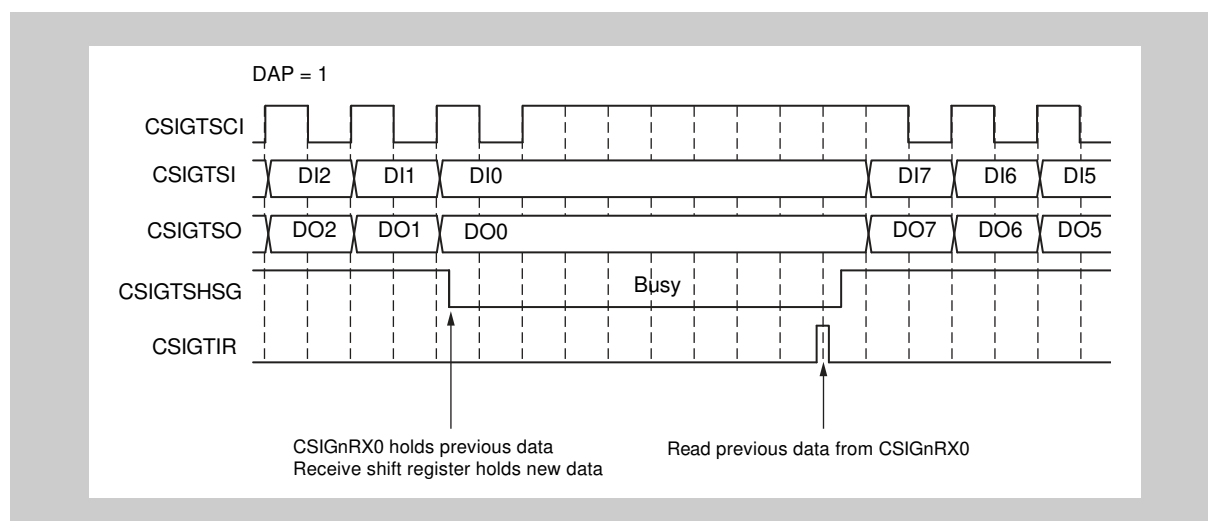 DAP = 1
CSIGTSCI
CSIGTSI DI2 DI1 DI0 DI7 DI6 DI5
CSIGTSO DO2 DO1 DO0 DO7 DO6 DO5
CSIGTSHSG Busy
CSIGTIR
CSIGnRX0 holds previous data
Receive shift register holds new data
Read previous data from CSIGnRX0